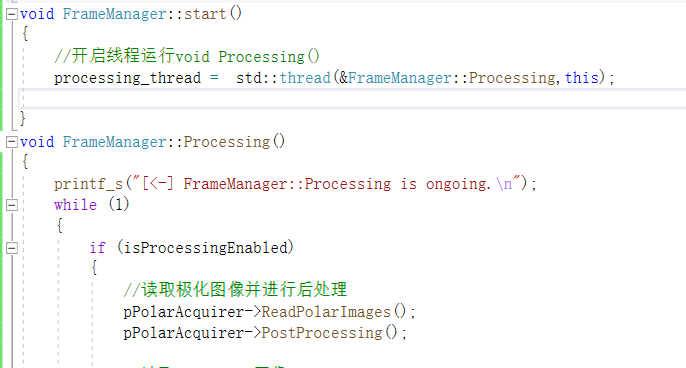 void FrameManager::start()
{
//开启线程运行void Processing()
processing_thread =  std::thread(&FrameManager::Processing,this);
}
void FrameManager::Processing()
{
printf_s("[<-] FrameManager::Processing is ongoing.\n");
while (1)
{
if (isProcessingEnabled)
{
//读取极化图像并进行后处理
pPolarAcquirer->ReadPolarImages();
pPolarAcquirer->PostProcessing();